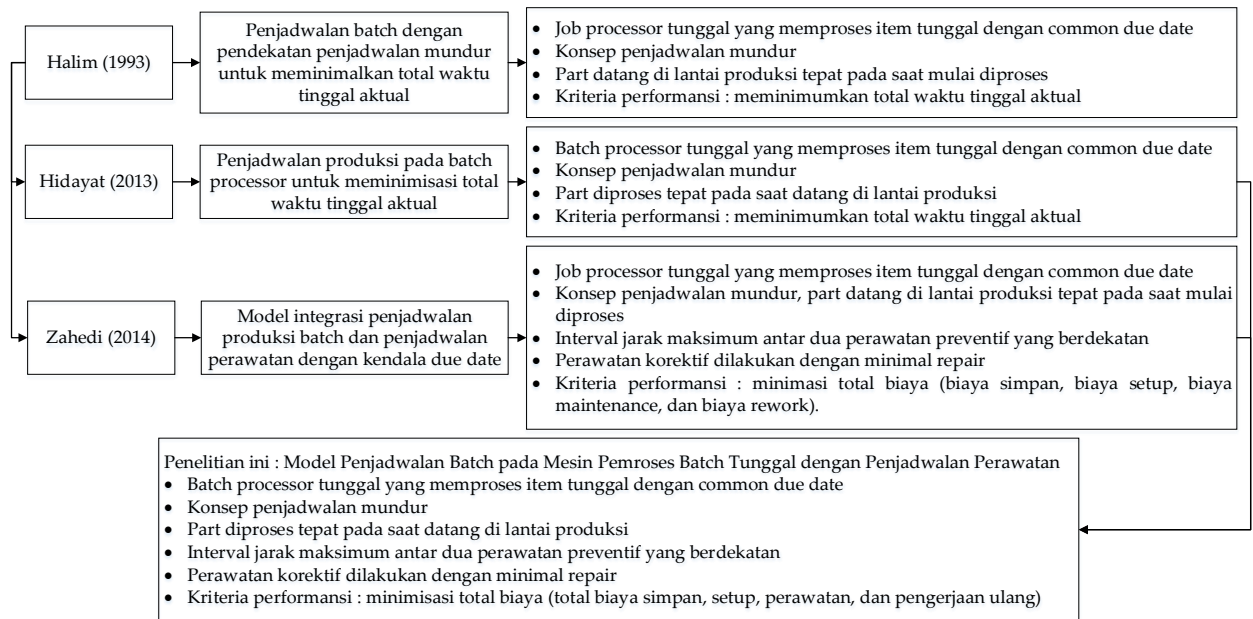 Halim (1993)
Penjadwalan batch dengan
pendekatan penjadwalan mundur
untuk meminimalkan total waktu
tinggal aktual
• Job processor tunggal yang memproses item tunggal dengan common due date
• Konsep penjadwalan mundur
• Part datang di lantai produksi tepat pada saat mulai diproses
• Kriteria performansi : meminimumkan total waktu tinggal aktual
Hidayat (2013)
Penjadwalan produksi pada batch
processor untuk meminimisasi total
waktu tinggal aktual
• Batch processor tunggal yang memproses item tunggal dengan common due date
• Konsep penjadwalan mundur
• Part diproses tepat pada saat datang di lantai produksi
• Kriteria performansi : meminimumkan total waktu tinggal aktual
Zahedi (2014)
Model integrasi penjadwalan
produksi batch dan penjadwalan
perawatan dengan kendala due date
• Job processor tunggal yang memproses item tunggal dengan common due date
• Konsep penjadwalan mundur, part datang di lantai produksi tepat pada saat mulai
diproses
• Interval jarak maksimum antar dua perawatan preventif yang berdekatan
• Perawatan korektif dilakukan dengan minimal repair
• Kriteria performansi : minimasi total biaya (biaya simpan, biaya setup, biaya
maintenance, dan biaya rework).
Penelitian ini : Model Penjadwalan Batch pada Mesin Pemroses Batch Tunggal dengan Penjadwalan Perawatan
• Batch processor tunggal yang memproses item tunggal dengan common due date
• Konsep penjadwalan mundur
• Part diproses tepat pada saat datang di lantai produksi
• Interval jarak maksimum antar dua perawatan preventif yang berdekatan
• Perawatan korektif dilakukan dengan minimal repair
• Kriteria performansi : minimisasi total biaya (total biaya simpan, setup, perawatan, dan pengerjaan ulang)